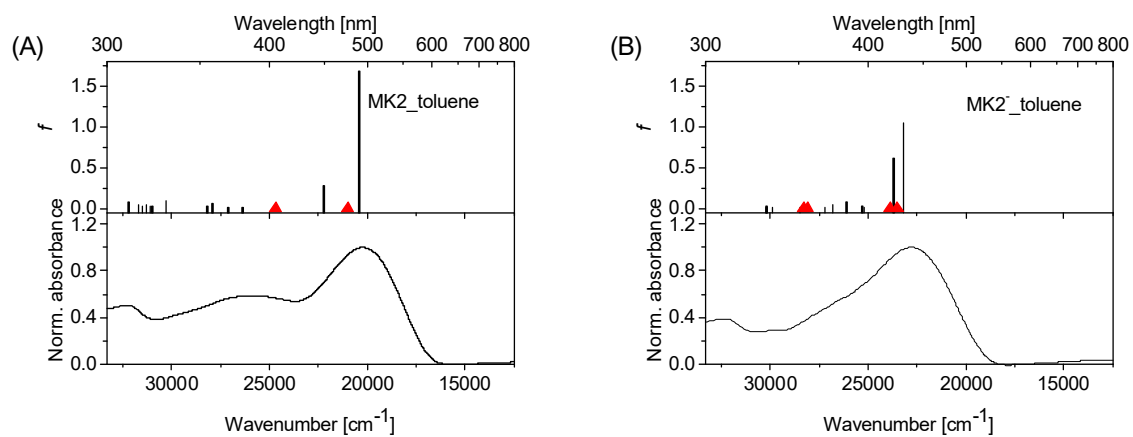 (A)
Wavelength [nm]
300 400 500 600 700 800
MK2_toluene
f
1.5
1.0
0.5
0.0
Norm. absorbance
1.2
0.8
0.4
0.0
30000 25000 20000 15000
Wavenumber [cm⁻¹]
(B)
Wavelength [nm]
300 400 500 600 700 800
MK2⁻_toluene
f
1.5
1.0
0.5
0.0
Norm. absorbance
1.2
0.8
0.4
0.0
30000 25000 20000 15000
Wavenumber [cm⁻¹]